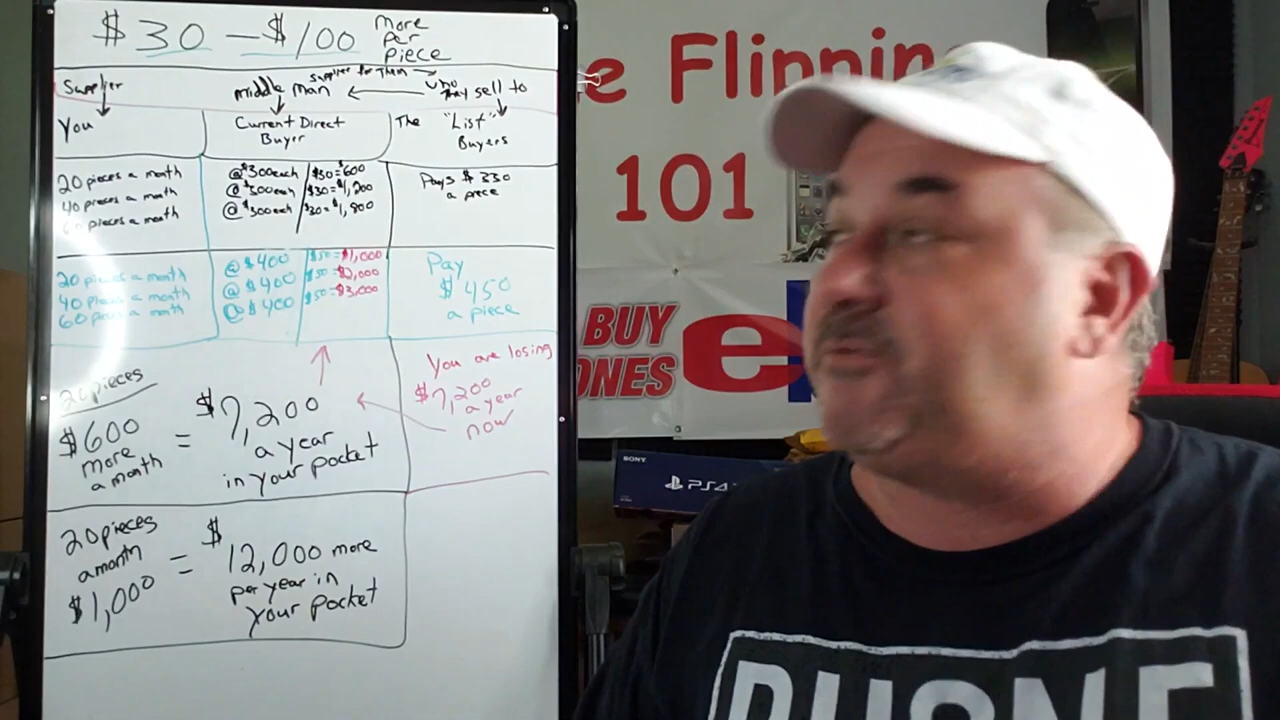 $30 - $100 More
per
piece
Supplier
supplier for them
middle man
who
they sell to
You
Current Direct
Buyer
The "List"
Buyers
20 pieces a month
40 pieces a month
60 pieces a month
@ $300 each / $30 = $600
@ $300 each $30 = $1,200
@ $300 each $30 = $1,800
Pays $330
a piece
20 pieces a month
40 pieces a month
60 pieces a month
@ $400 $50 = $1,000
@ $400 $50 = $2,000
@ $400 $50 = $3,000
Pay
$450
a piece
20 pieces
$600
more
a month
= $7,200
a year
in your pocket
You are losing
$7,200
a year
now
20 pieces
a month
$1,000
= $12,000 more
per year in
your pocket
e Flipping
101
BUY
ONES
e
SONY
PS4